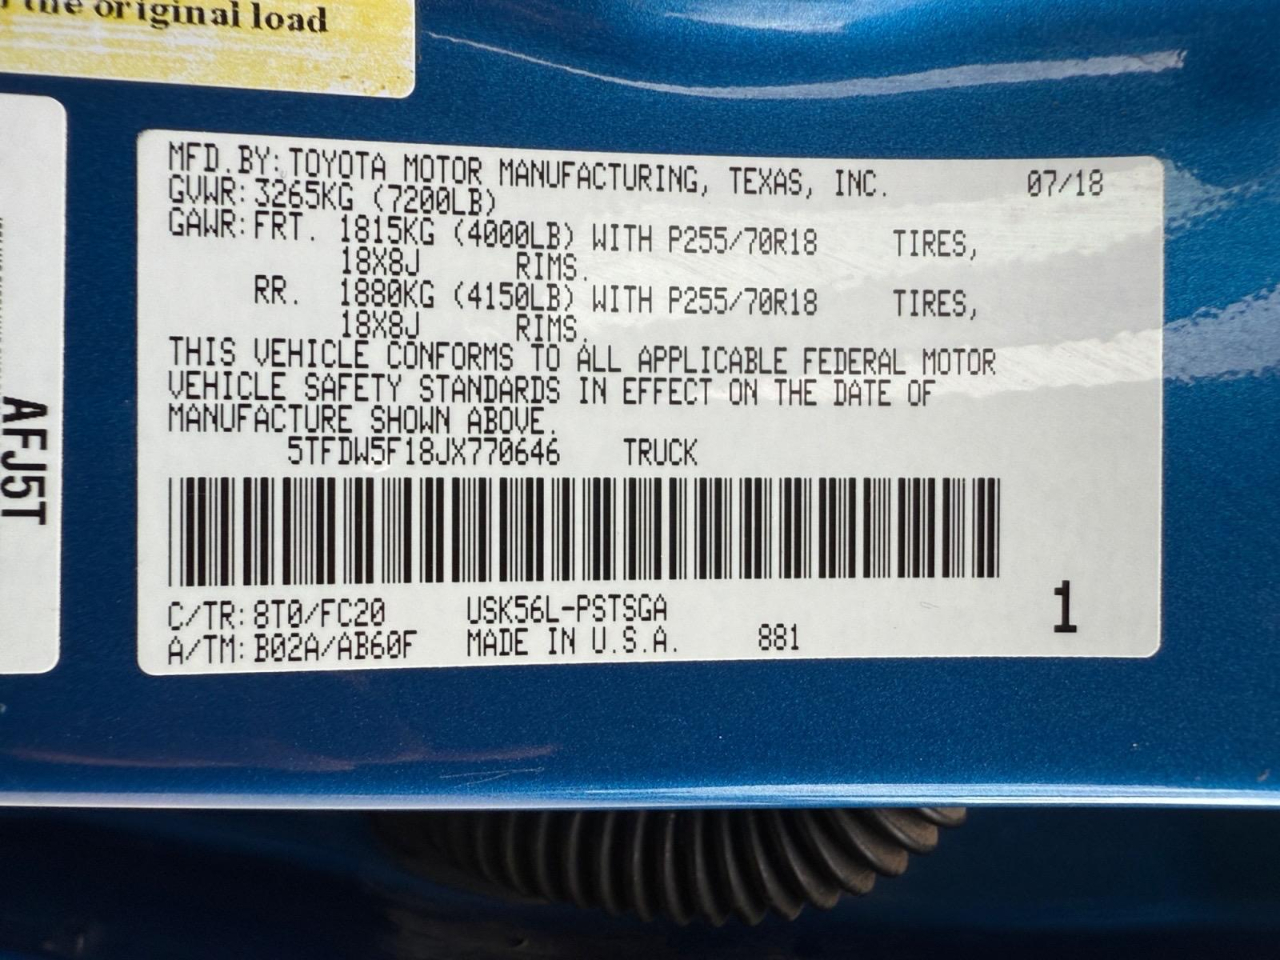 the original load
AFJ5T
MFD.BY:TOYOTA MOTOR MANUFACTURING, TEXAS, INC. 07/18
GVWR:3265KG (7200LB)
GAWR:FRT. 1815KG (4000LB) WITH P255/70R18 TIRES,
18X8J RIMS.
RR. 1880KG (4150LB) WITH P255/70R18 TIRES,
18X8J RIMS.
THIS VEHICLE CONFORMS TO ALL APPLICABLE FEDERAL MOTOR
VEHICLE SAFETY STANDARDS IN EFFECT ON THE DATE OF
MANUFACTURE SHOWN ABOVE.
5TFDW5F18JX770646 TRUCK
C/TR:8T0/FC20 USK56L-PSTSGA
A/TM:B02A/AB60F MADE IN U.S.A. 881
1